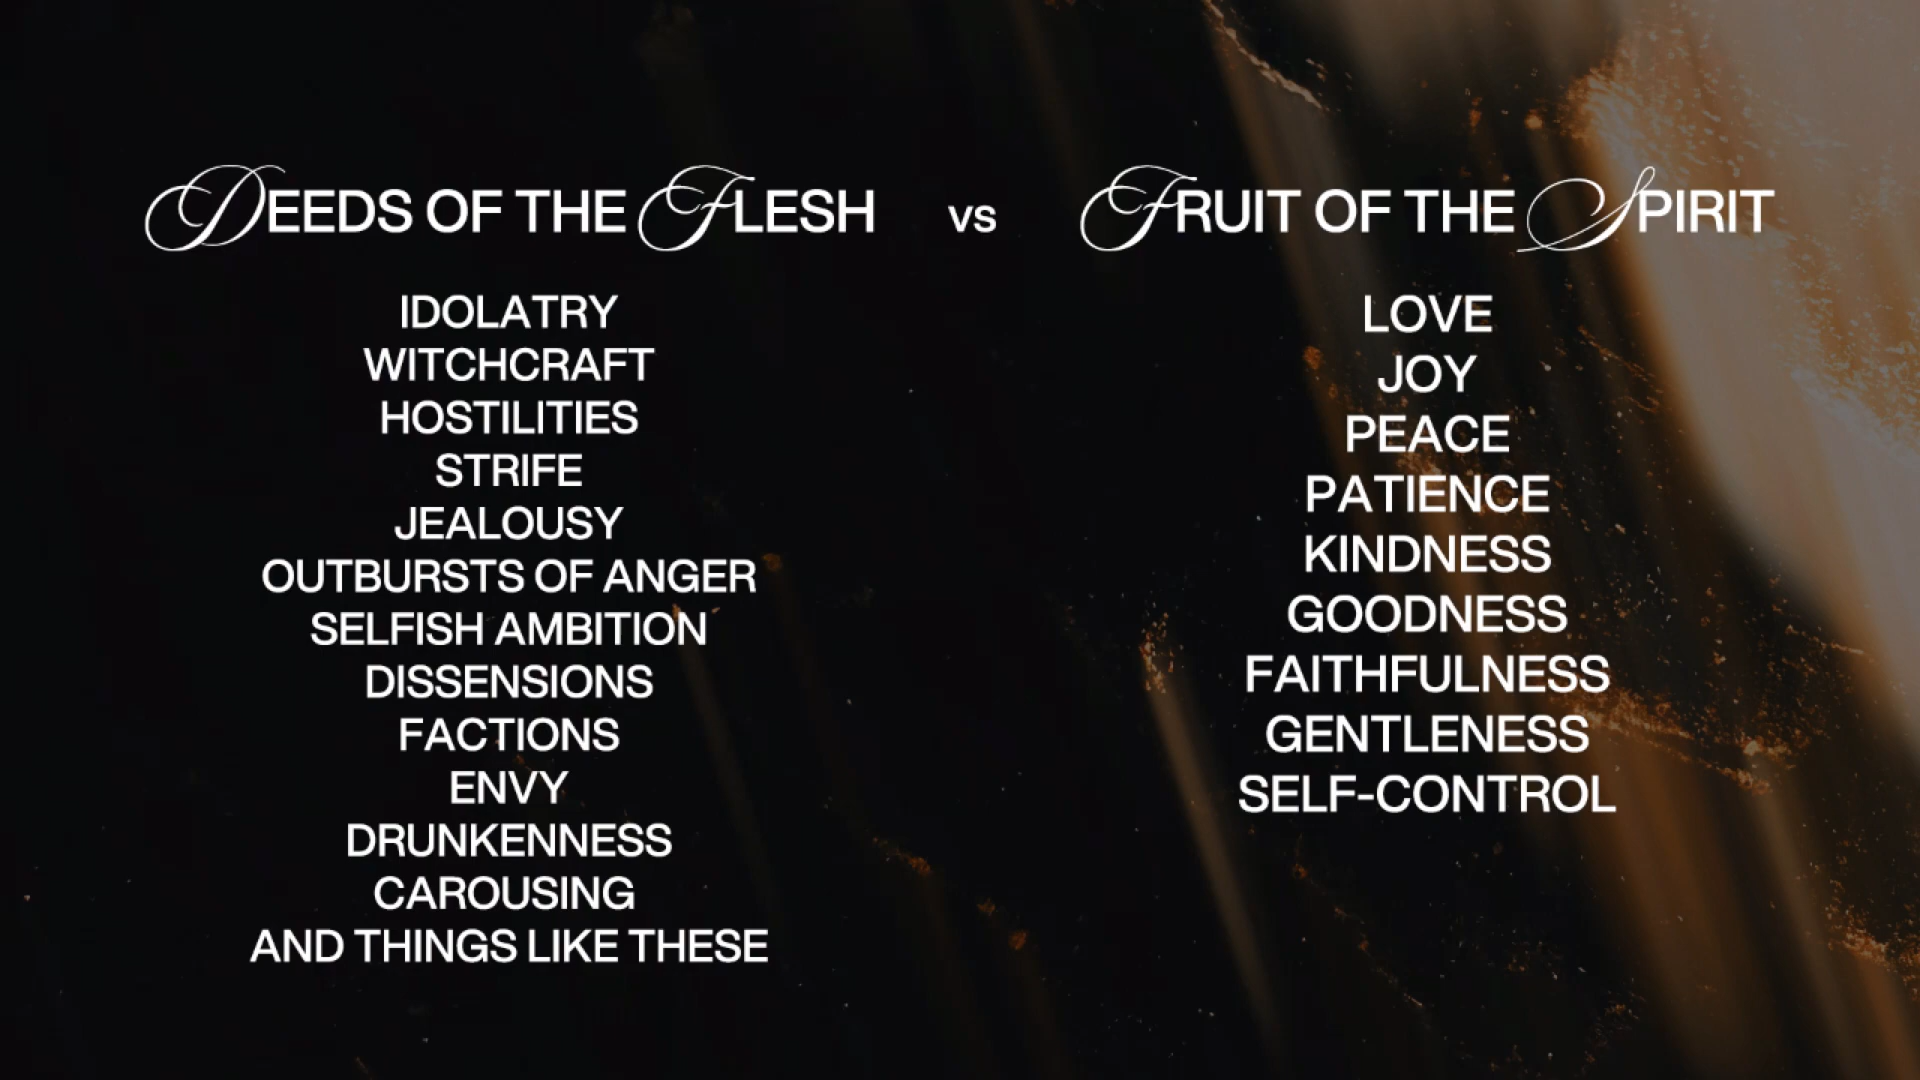 DEEDS OF THE FLESH vs FRUIT OF THE SPIRIT
IDOLATRY
WITCHCRAFT
HOSTILITIES
STRIFE
JEALOUSY
OUTBURSTS OF ANGER
SELFISH AMBITION
DISSENSIONS
FACTIONS
ENVY
DRUNKENNESS
CAROUSING
AND THINGS LIKE THESE
LOVE
JOY
PEACE
PATIENCE
KINDNESS
GOODNESS
FAITHFULNESS
GENTLENESS
SELF-CONTROL